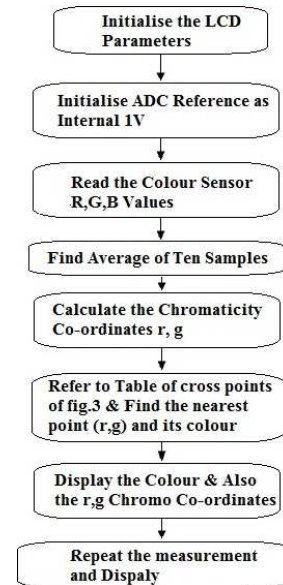 Initialise the LCD
Parameters
Initialise ADC Reference as
Internal 1V
Read the Colour Sensor
R,G,B Values
Find Average of Ten Samples
Calculate the Chromaticity
Co-ordinates r, g
Refer to Table of cross points
of fig.3 & Find the nearest
point (r,g) and its colour
Display the Colour & Also
the r,g Chromo Co-ordinates
Repeat the measurement
and Dispaly